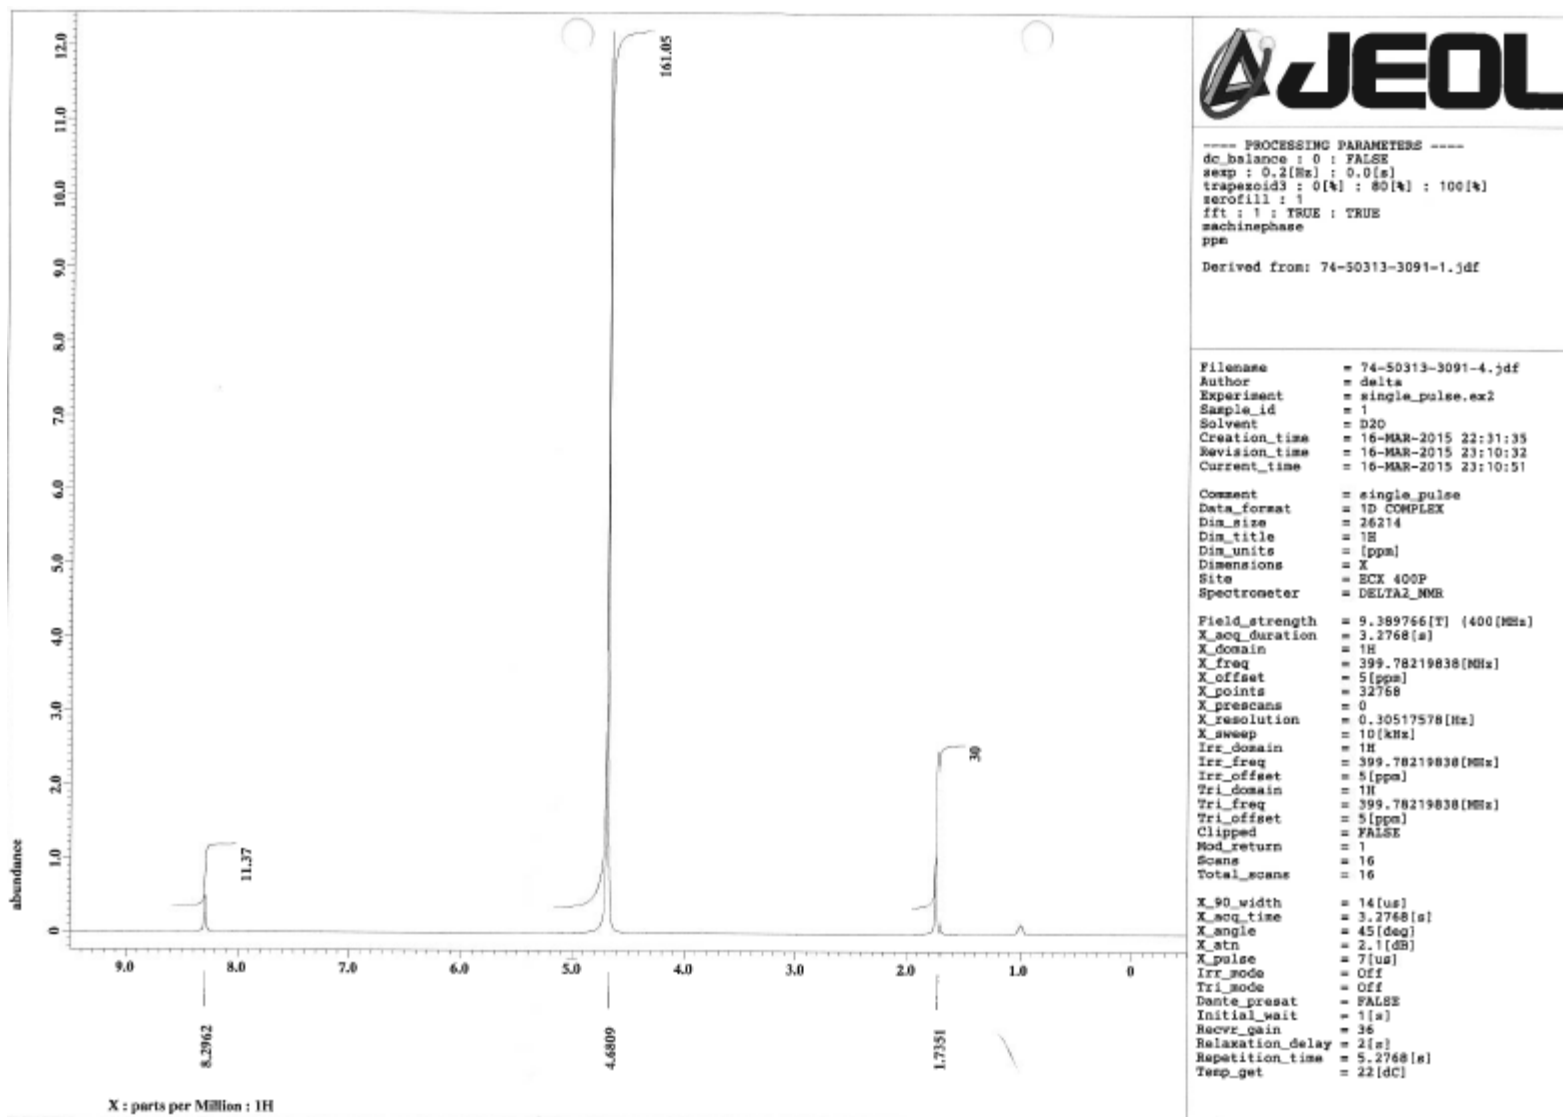 12.0
11.0
10.0
9.0
8.0
7.0
6.0
5.0
4.0
3.0
2.0
1.0
0
abundance
161.05
11.37
30
9.0 8.0 7.0 6.0 5.0 4.0 3.0 2.0 1.0 0
8.2962
4.6809
1.7351
X : parts per Million : 1H
JEOL
---- PROCESSING PARAMETERS ----
dc_balance : 0 : FALSE
sexp : 0.2[Hz] : 0.0[s]
trapezoid3 : 0[%] : 80[%] : 100[%]
zerofill : 1
fft : 1 : TRUE : TRUE
machinephase
ppm
Derived from: 74-50313-3091-1.jdf
Filename = 74-50313-3091-4.jdf
Author = delta
Experiment = single_pulse.ex2
Sample_id = 1
Solvent = D2O
Creation_time = 16-MAR-2015 22:31:35
Revision_time = 16-MAR-2015 23:10:32
Current_time = 16-MAR-2015 23:10:51
Comment = single_pulse
Data_format = 1D COMPLEX
Dim_size = 26214
Dim_title = 1H
Dim_units = [ppm]
Dimensions = X
Site = ECX 400P
Spectrometer = DELTA2_NMR
Field_strength = 9.389766[T] (400[MHz]
X_acq_duration = 3.2768[s]
X_domain = 1H
X_freq = 399.78219838[MHz]
X_offset = 5[ppm]
X_points = 32768
X_prescans = 0
X_resolution = 0.30517578[Hz]
X_sweep = 10[kHz]
Irr_domain = 1H
Irr_freq = 399.78219838[MHz]
Irr_offset = 5[ppm]
Tri_domain = 1H
Tri_freq = 399.78219838[MHz]
Tri_offset = 5[ppm]
Clipped = FALSE
Mod_return = 1
Scans = 16
Total_scans = 16
X_90_width = 14[us]
X_acq_time = 3.2768[s]
X_angle = 45[deg]
X_atn = 2.1[dB]
X_pulse = 7[us]
Irr_mode = Off
Tri_mode = Off
Dante_presat = FALSE
Initial_wait = 1[s]
Recvr_gain = 36
Relaxation_delay = 2[s]
Repetition_time = 5.2768[s]
Temp_get = 22[dC]